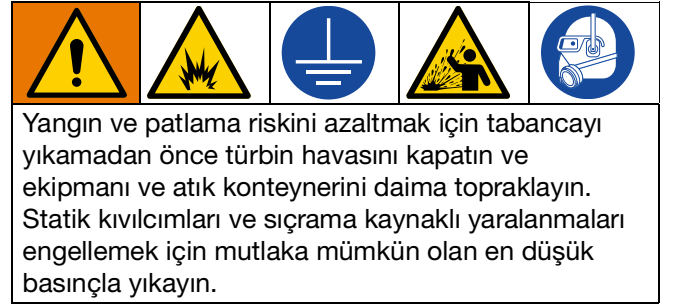 Yangın ve patlama riskini azaltmak için tabancayı
yıkamadan önce türbin havasını kapatın ve
ekipmanı ve atık konteynerini daima topraklayın.
Statik kıvılcımları ve sıçrama kaynaklı yaralanmaları
engellemek için mutlaka mümkün olan en düşük
basınçla yıkayın.